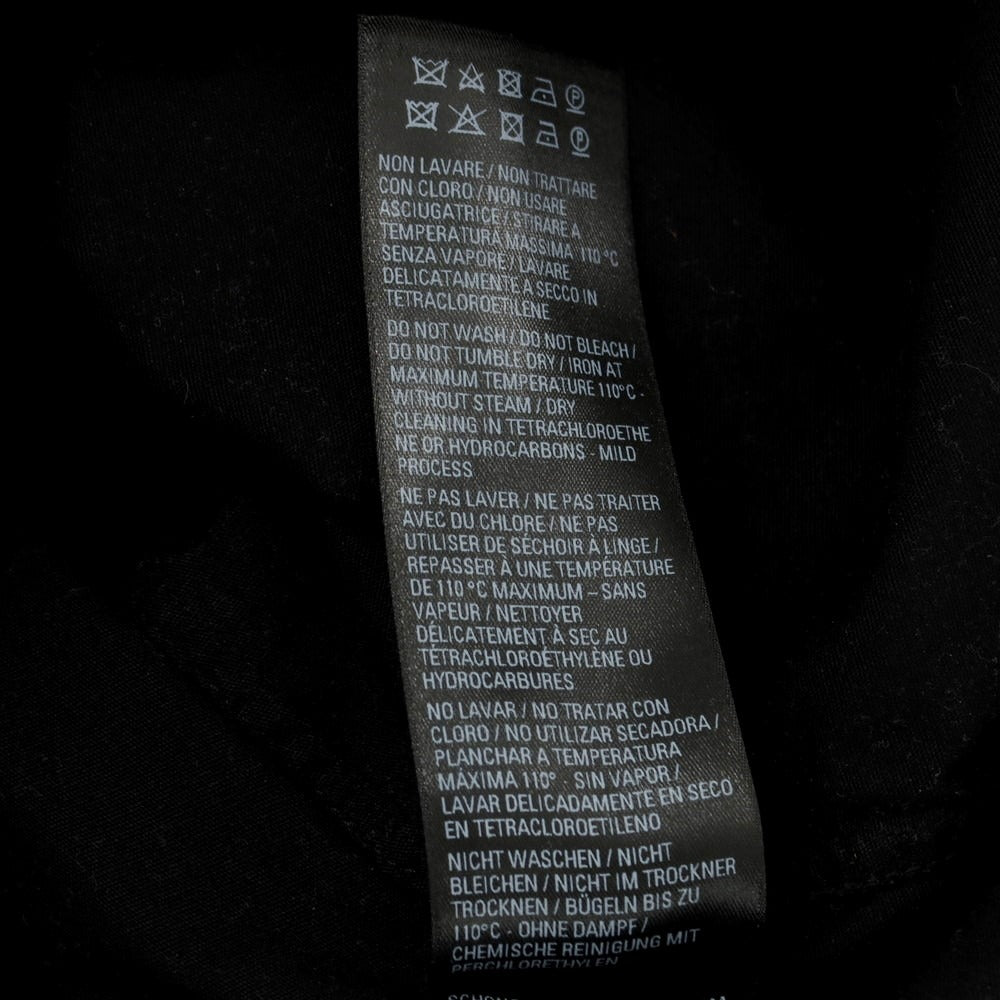 NON LAVARE / NON TRATTARE
CON CLORO / NON USARE
ASCIUGATRICE / STIRARE A
TEMPERATURA MASSIMA 110°C
SENZA VAPORE / LAVARE
DELICATAMENTE A SECCO IN
TETRACLOROETILENE
DO NOT WASH / DO NOT BLEACH /
DO NOT TUMBLE DRY / IRON AT
MAXIMUM TEMPERATURE 110°C -
WITHOUT STEAM / DRY
CLEANING IN TETRACHLOROETHE
NE OR HYDROCARBONS - MILD
PROCESS
NE PAS LAVER / NE PAS TRAITER
AVEC DU CHLORE / NE PAS
UTILISER DE SÉCHOIR À LINGE /
REPASSER À UNE TEMPÉRATURE
DE 110°C MAXIMUM – SANS
VAPEUR / NETTOYER
DÉLICATEMENT À SEC AU
TÉTRACHLOROÉTHYLÈNE OU
HYDROCARBURES
NO LAVAR / NO TRATAR CON
CLORO / NO UTILIZAR SECADORA /
PLANCHAR A TEMPERATURA
MÁXIMA 110° - SIN VAPOR /
LAVAR DELICADAMENTE EN SECO
EN TETRACLOROETILENO
NICHT WASCHEN / NICHT
BLEICHEN / NICHT IM TROCKNER
TROCKNEN / BÜGELN BIS ZU
110°C - OHNE DAMPF /
CHEMISCHE REINIGUNG MIT
PERCHLORETHYLEN